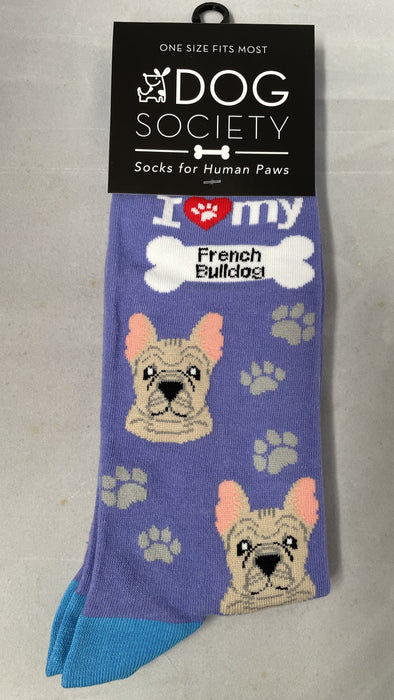 ONE SIZE FITS MOST
DOG
SOCIETY
Socks for Human Paws
I my
French
Bulldog